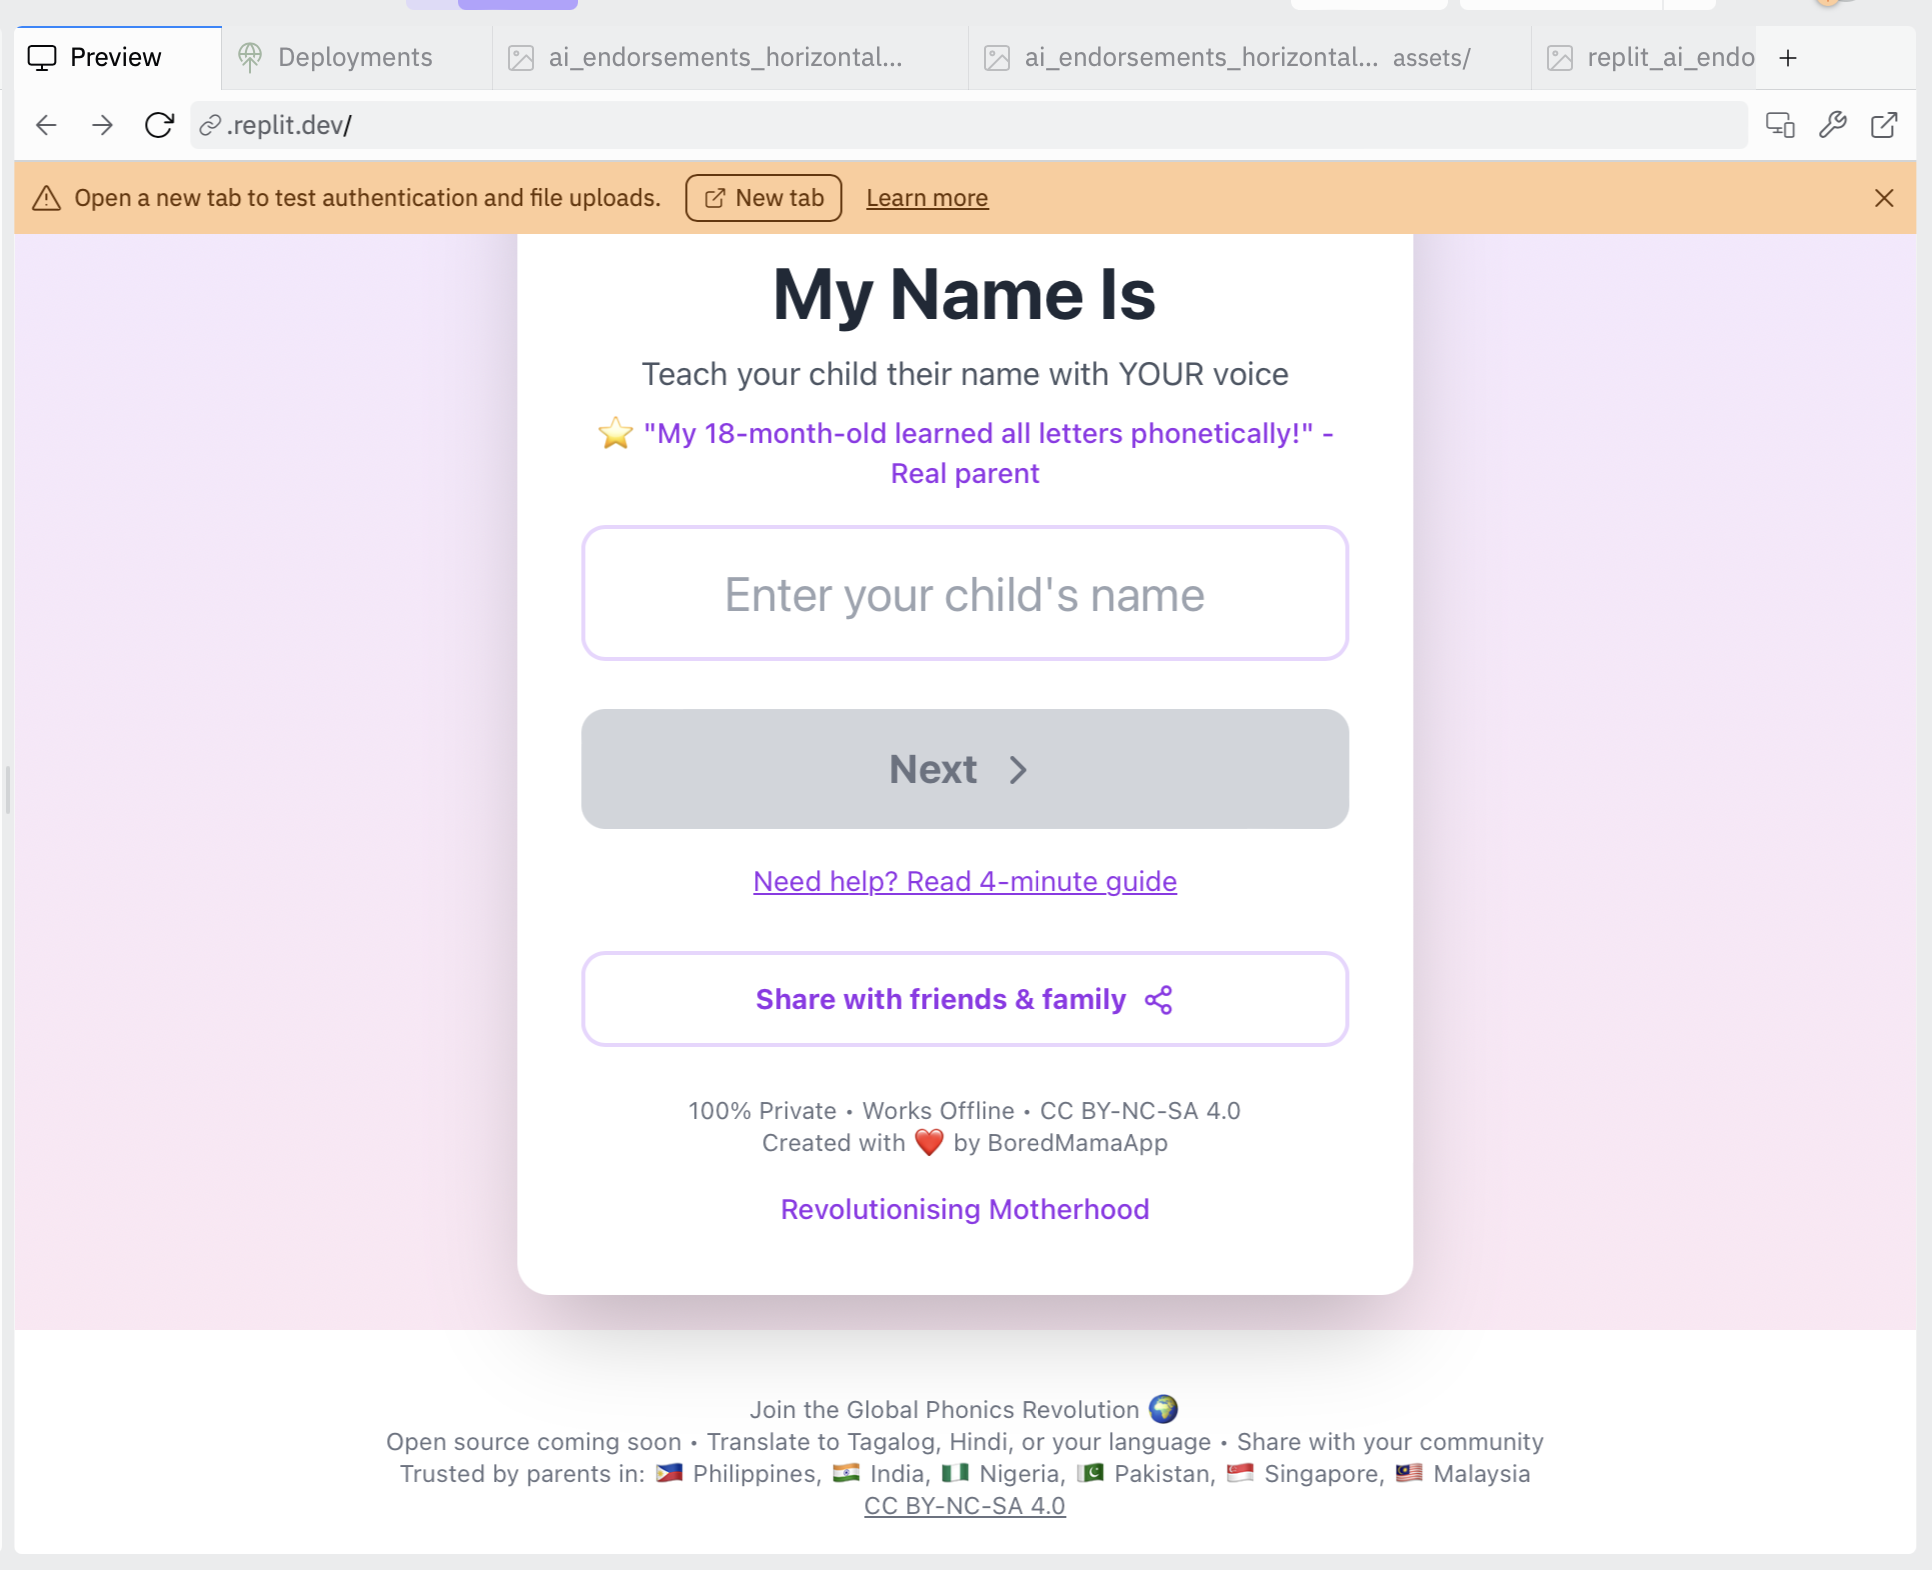 Preview
Deployments
ai_endorsements_horizontal...
ai_endorsements_horizontal... assets/
replit_ai_endo
.replit.dev/
Open a new tab to test authentication and file uploads.
New tab
Learn more
My Name Is
Teach your child their name with YOUR voice
⭐ "My 18-month-old learned all letters phonetically!" -
Real parent
Enter your child's name
Next
Need help? Read 4-minute guide
Share with friends & family
100% Private • Works Offline • CC BY-NC-SA 4.0
Created with ❤️ by BoredMamaApp
Revolutionising Motherhood
Join the Global Phonics Revolution 🌍
Open source coming soon • Translate to Tagalog, Hindi, or your language • Share with your community
Trusted by parents in: 🇵🇭 Philippines, 🇮🇳 India, 🇳🇬 Nigeria, 🇵🇰 Pakistan, 🇸🇬 Singapore, 🇲🇾 Malaysia
CC BY-NC-SA 4.0